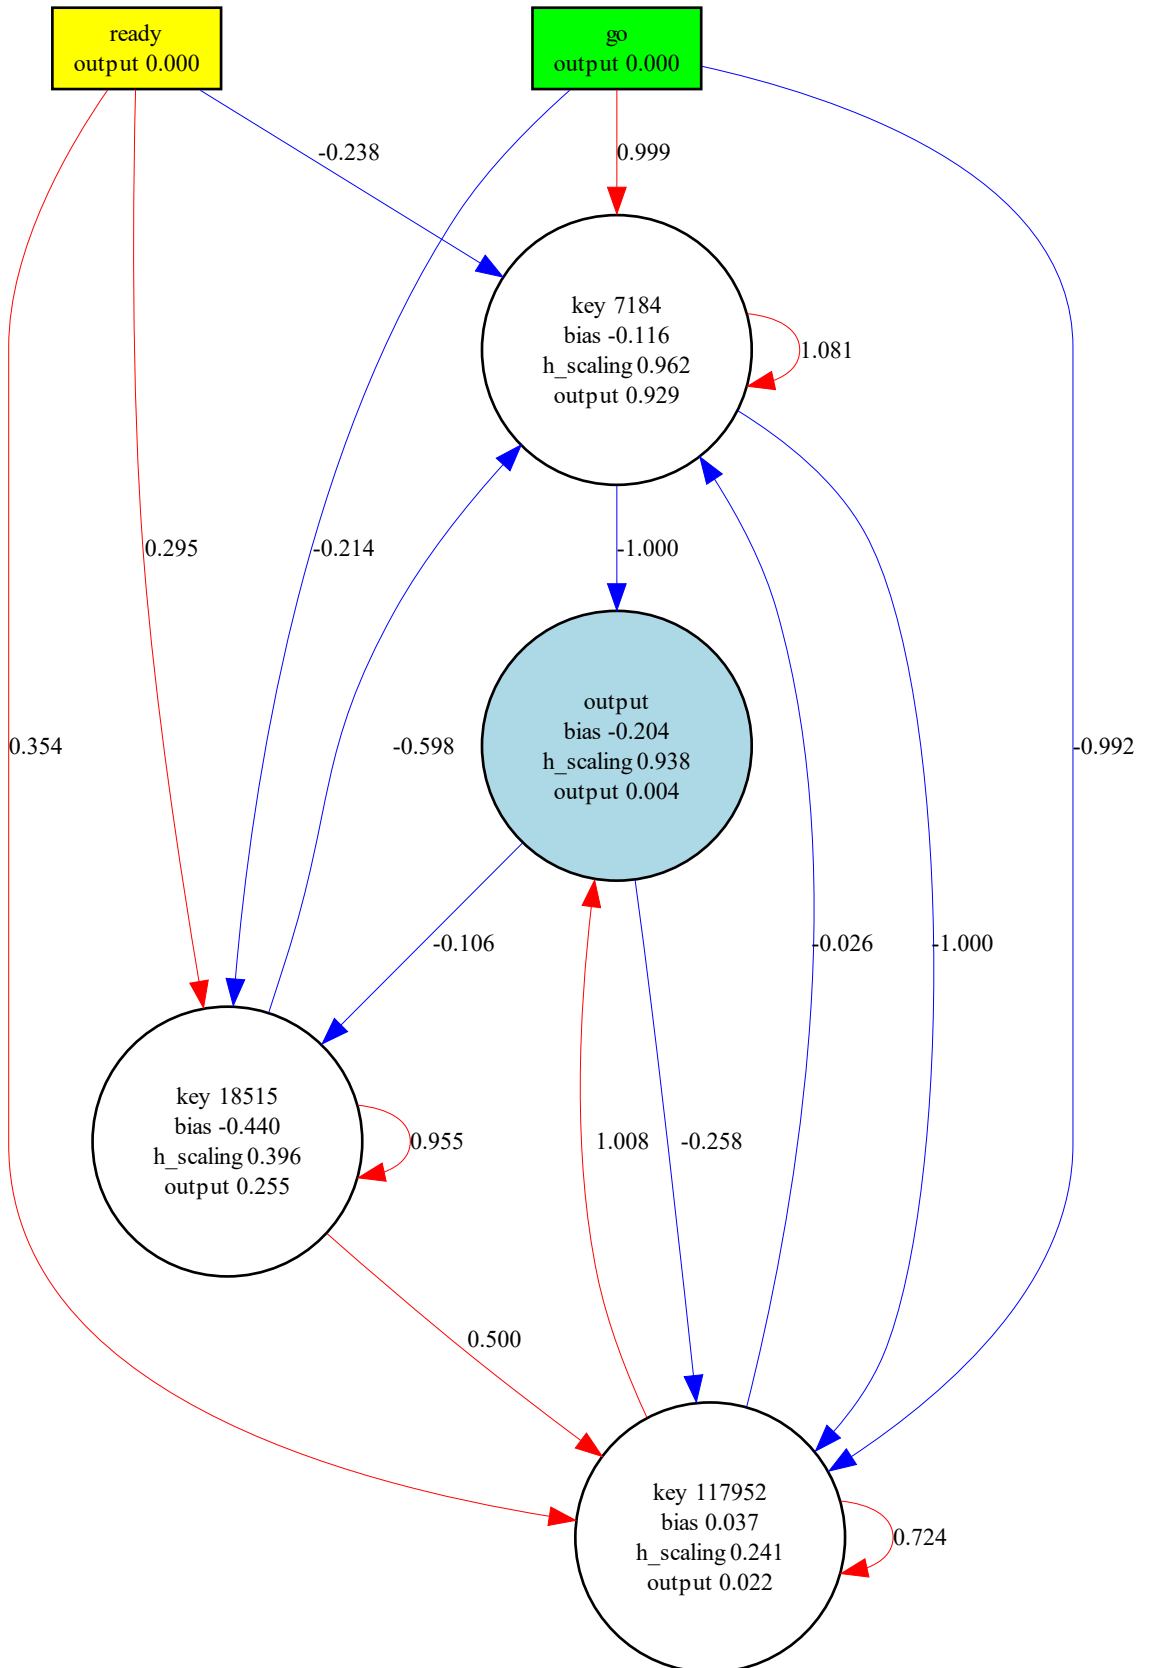 ready
output 0.000
go
output 0.000
-0.238
0.999
key 7184
bias -0.116
h_scaling 0.962
output 0.929
1.081
0.295
-0.214
-1.000
output
bias -0.204
h_scaling 0.938
output 0.004
0.354
-0.598
-0.992
-0.106
-0.026
-1.000
key 18515
bias -0.440
h_scaling 0.396
output 0.255
0.955
1.008
-0.258
0.500
key 117952
bias 0.037
h_scaling 0.241
output 0.022
0.724